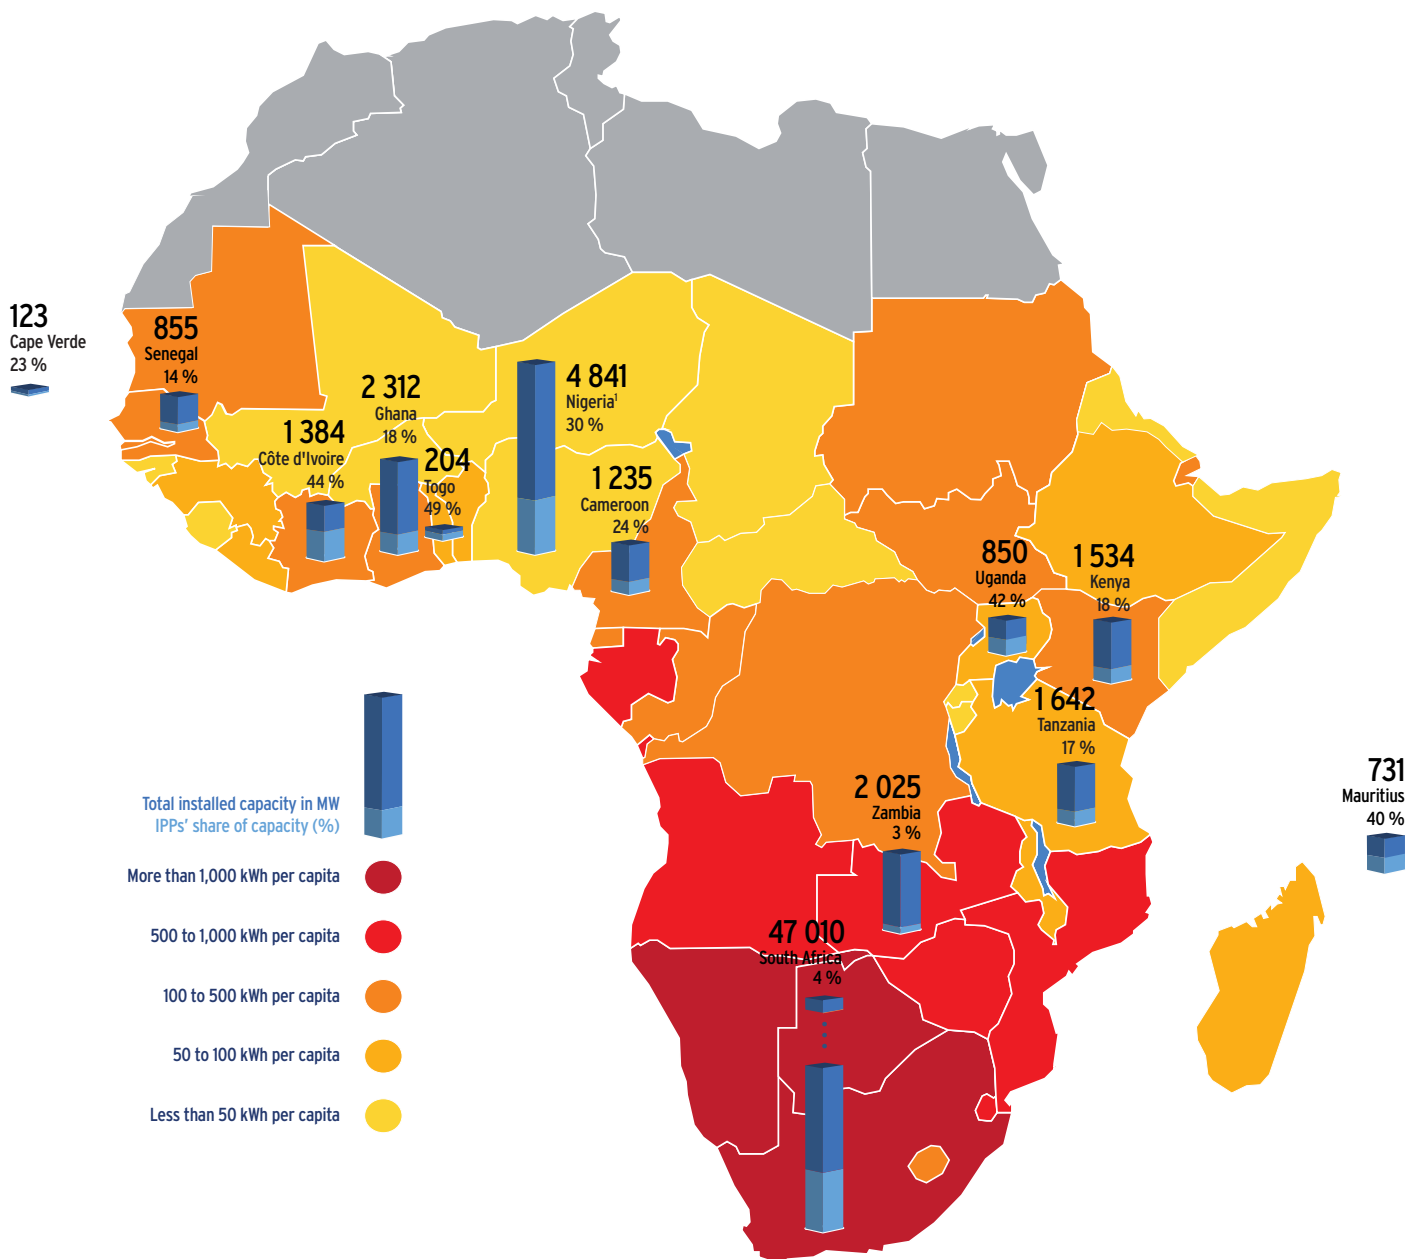 123
Cape Verde
23 %
855
Senegal
14 %
2 312
Ghana
18 %
1 384
Côte d'Ivoire
44 %
204
Togo
49 %
4 841
Nigeria¹
30 %
1 235
Cameroon
24 %
850
Uganda
42 %
1 534
Kenya
18 %
1 642
Tanzania
17 %
2 025
Zambia
3 %
731
Mauritius
40 %
47 010
South Africa
4 %
Total installed capacity in MW
IPPs' share of capacity (%)
More than 1,000 kWh per capita
500 to 1,000 kWh per capita
100 to 500 kWh per capita
50 to 100 kWh per capita
Less than 50 kWh per capita